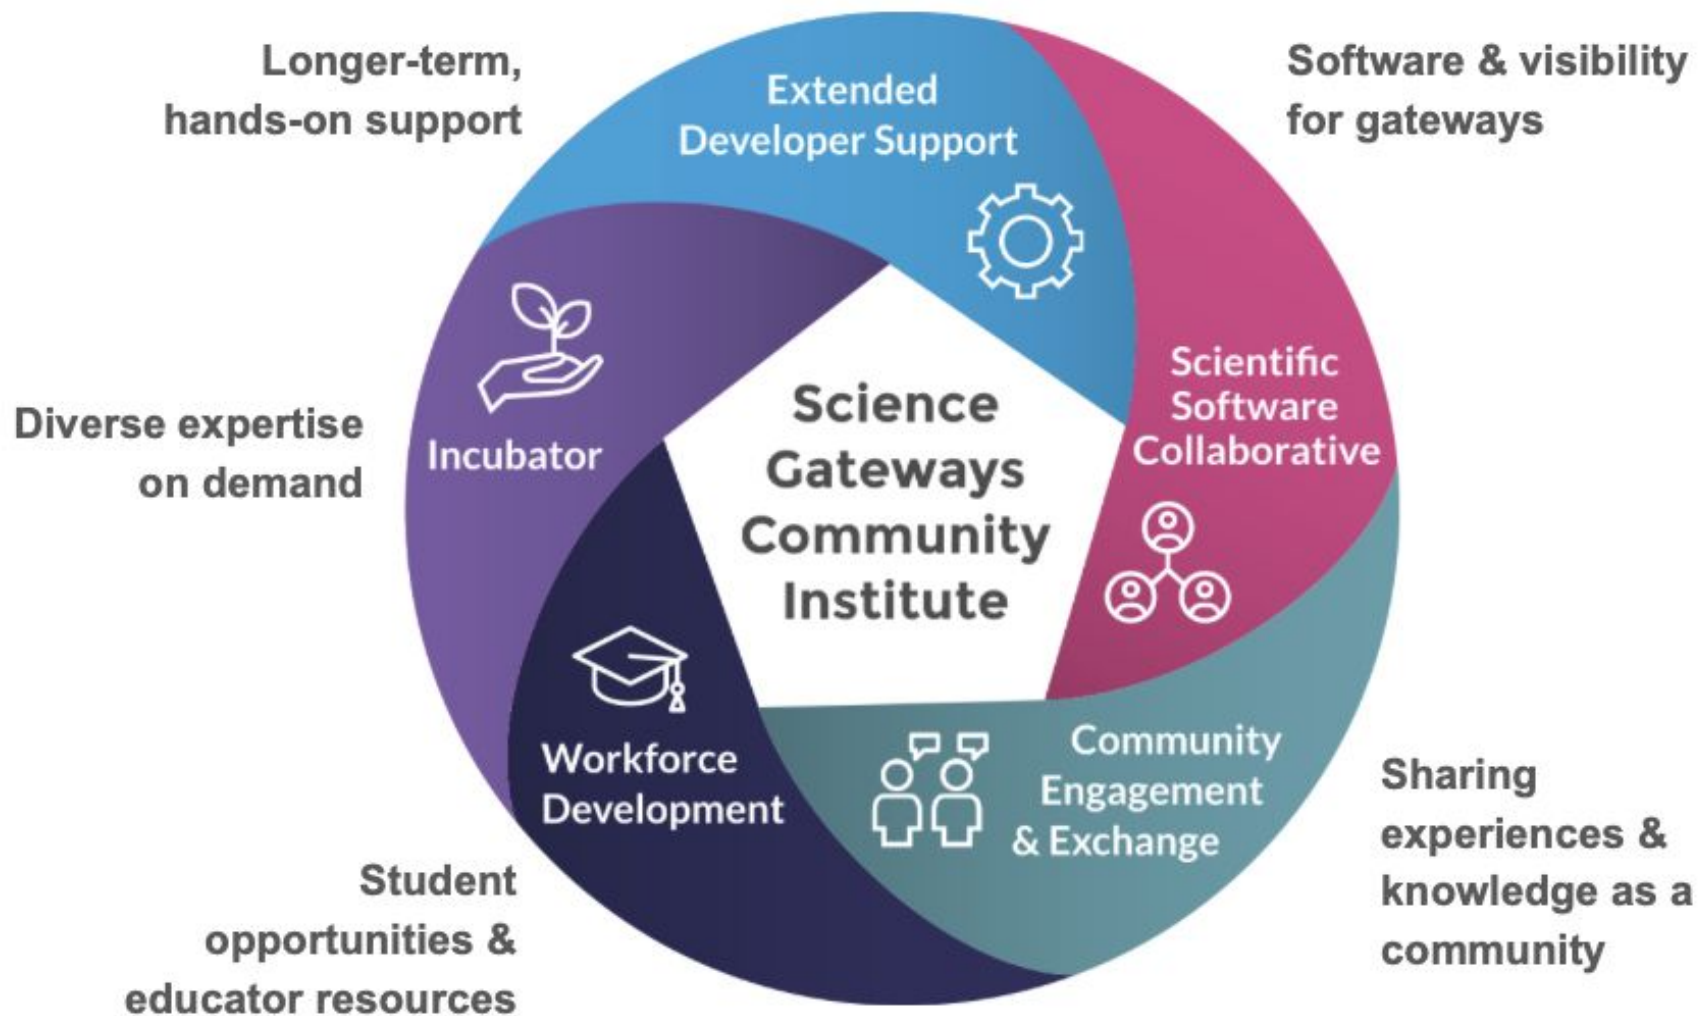 Longer-term,
hands-on support
Extended
Developer Support
Software & visibility
for gateways
Scientific
Software
Collaborative
Incubator
Diverse expertise
on demand
Science
Gateways
Community
Institute
Workforce
Development
Community
Engagement
& Exchange
Student
opportunities &
educator resources
Sharing
experiences &
knowledge as a
community